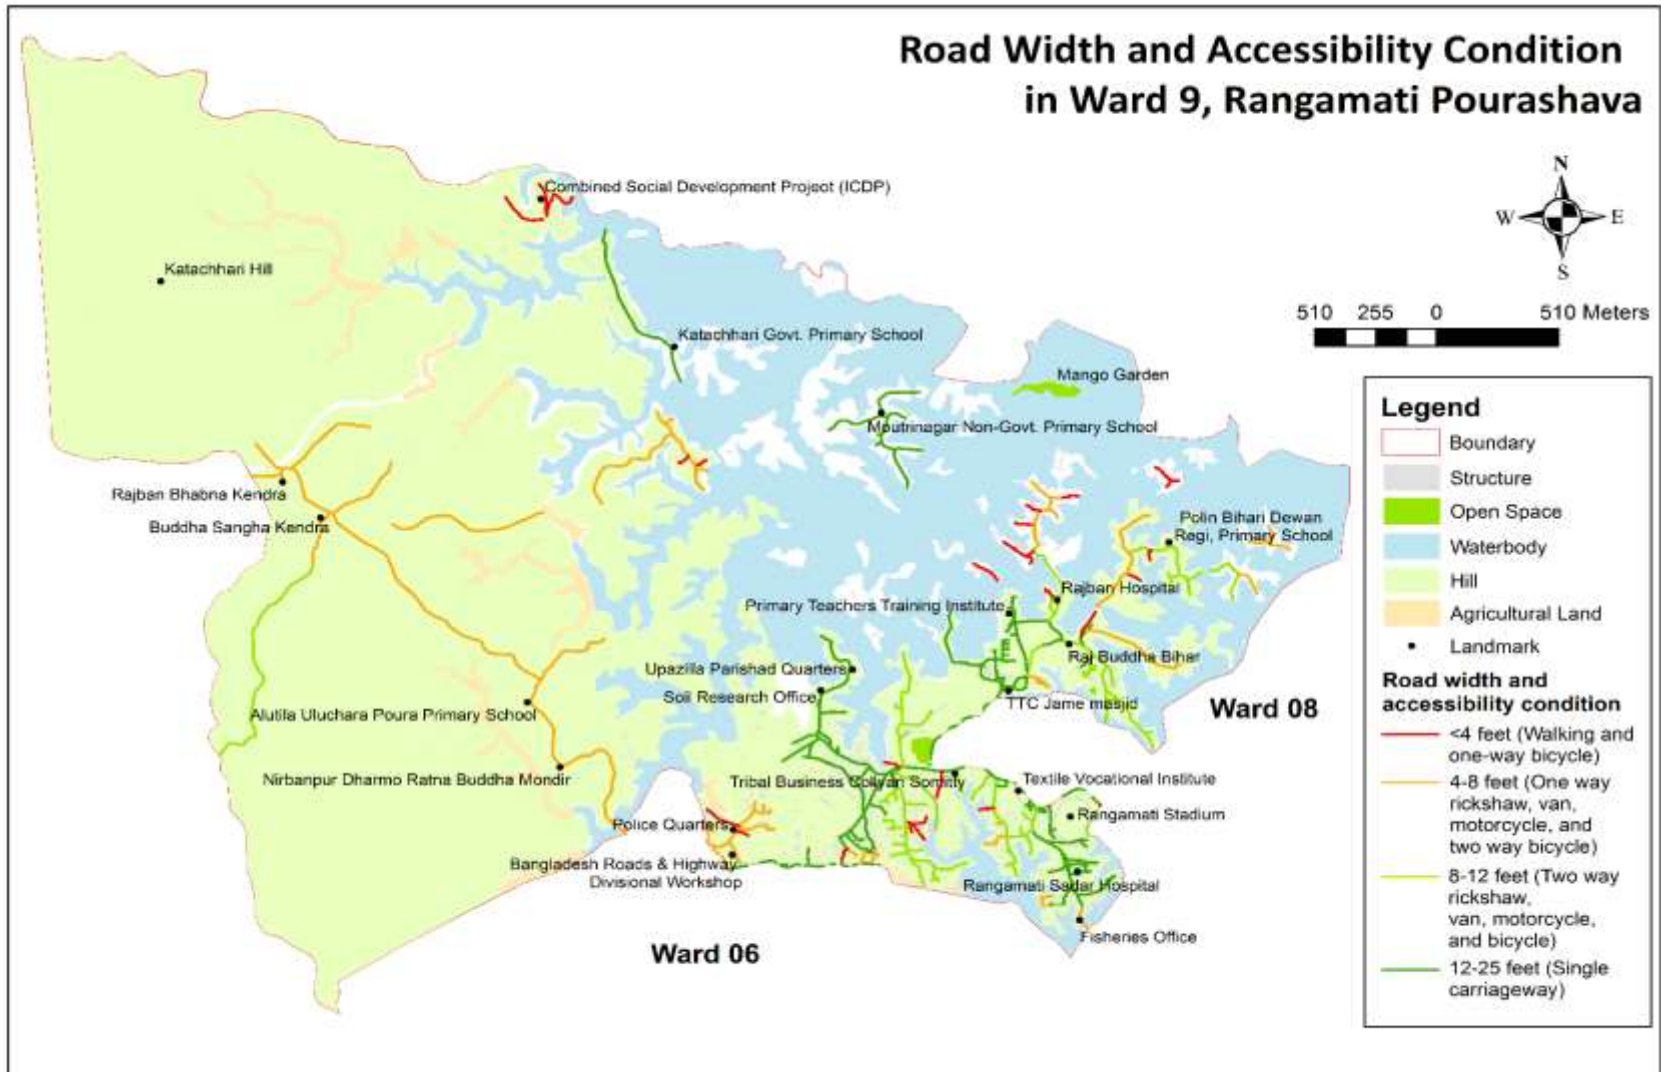 Road Width and Accessibility Condition
in Ward 9, Rangamati Pourashava
N
W
E
S
510 255 0 510 Meters
Combined Social Development Project (ICDP)
Katachhari Hill
Katachhari Govt. Primary School
Mango Garden
Moutrinagar Non-Govt. Primary School
Rajban Bhabna Kendra
Buddha Sangha Kendra
Polin Bihari Dewan
Regi, Primary School
Rajban Hospital
Primary Teachers Training Institute
Raj Buddha Bihar
Upazilla Parishad Quarters
Soil Research Office
TTC Jame masjid
Ward 08
Alutila Uluchara Poura Primary School
Nirbanpur Dharmo Ratna Buddha Mondir
Tribal Business Collyan Somitty
Textile Vocational Institute
Rangamati Stadium
Police Quarters
Bangladesh Roads & Highway
Divisional Workshop
Rangamati Sadar Hospital
Fisheries Office
Ward 06
Legend
Boundary
Structure
Open Space
Waterbody
Hill
Agricultural Land
Landmark
Road width and
accessibility condition
<4 feet (Walking and
one-way bicycle)
4-8 feet (One way
rickshaw, van,
motorcycle, and
two way bicycle)
8-12 feet (Two way
rickshaw,
van, motorcycle,
and bicycle)
12-25 feet (Single
carriageway)